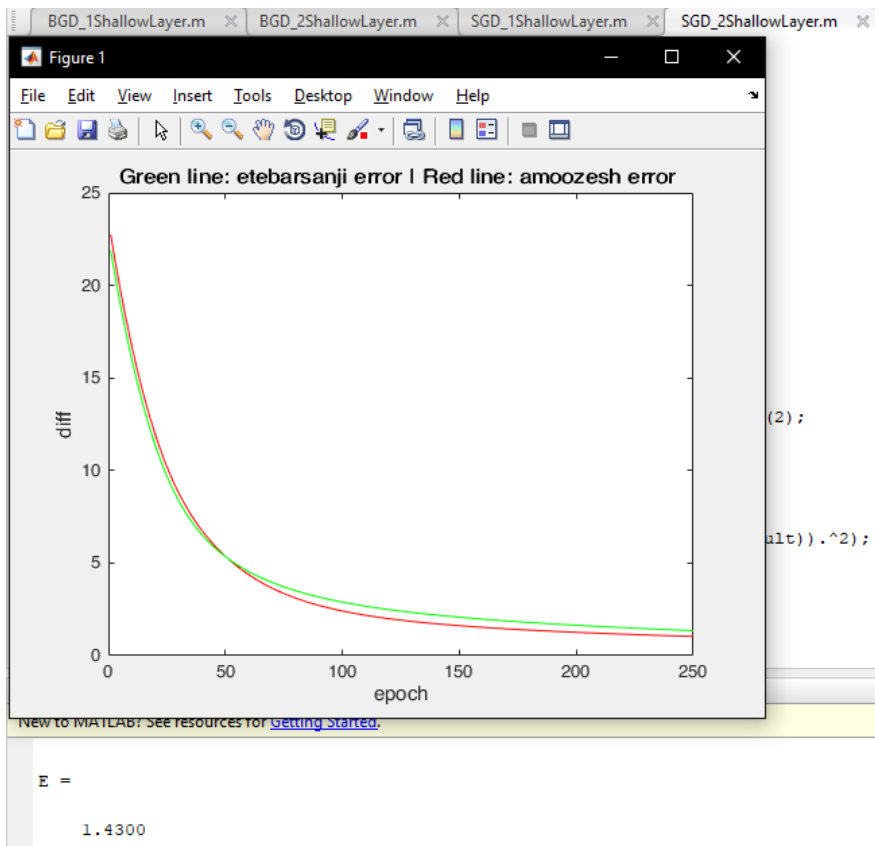 BGD_1ShallowLayer.m BGD_2ShallowLayer.m SGD_1ShallowLayer.m SGD_2ShallowLayer.m
Figure 1
File Edit View Insert Tools Desktop Window Help
Green line: etebarsanji error | Red line: amoozesh error
25
20
15
10
5
0
diff
0 50 100 150 200 250
epoch
(2);
ult)).^2);
New to MATLAB? See resources for Getting Started.
E =
1.4300